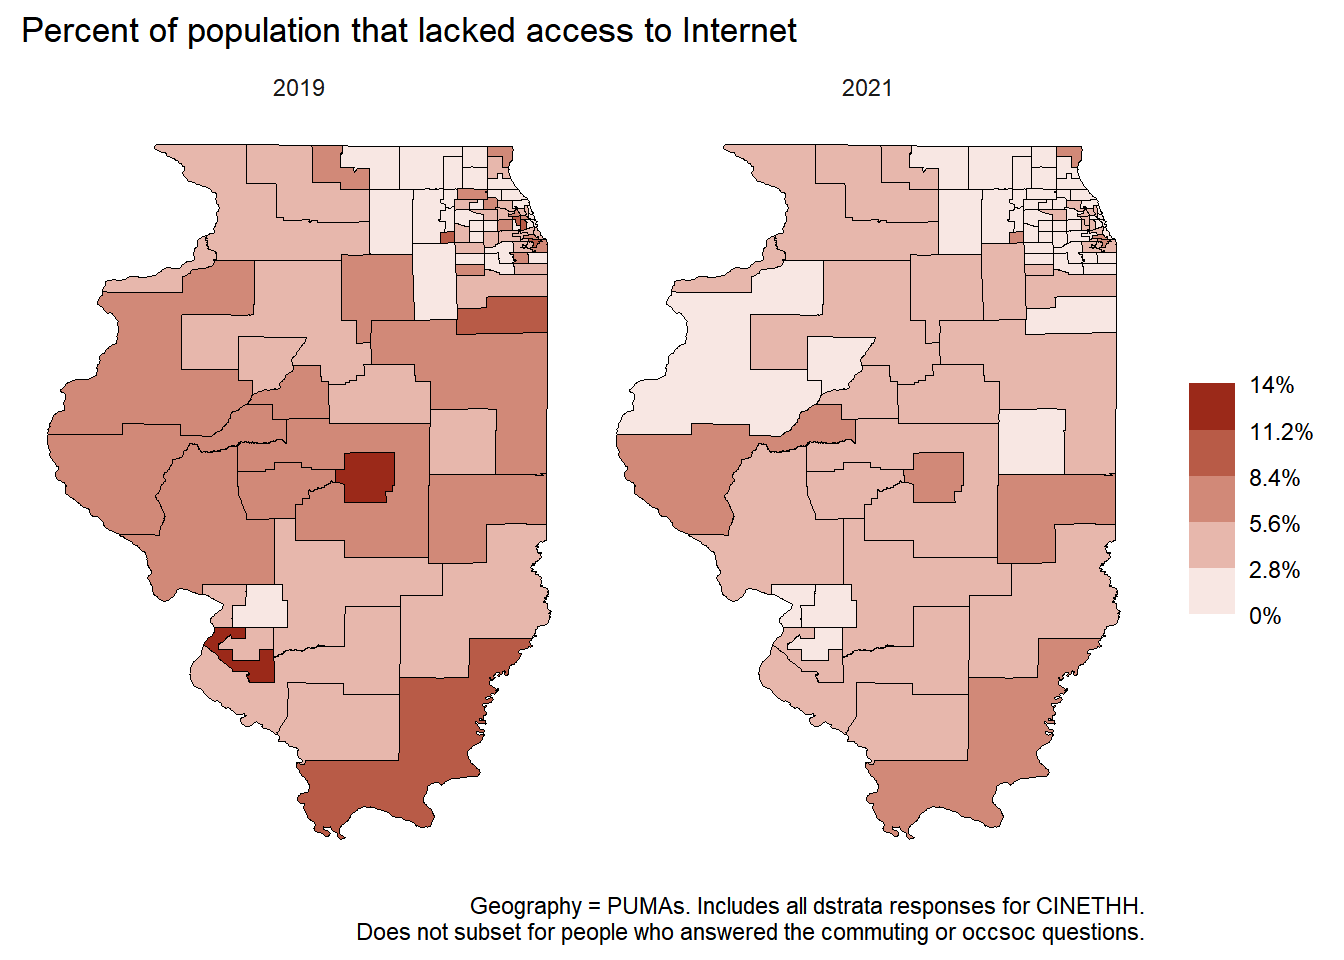 Percent of population that lacked access to Internet
2019
2021
14%
11.2%
8.4%
5.6%
2.8%
0%
Geography = PUMAs. Includes all dstrata responses for CINETHH.
Does not subset for people who answered the commuting or occsoc questions.